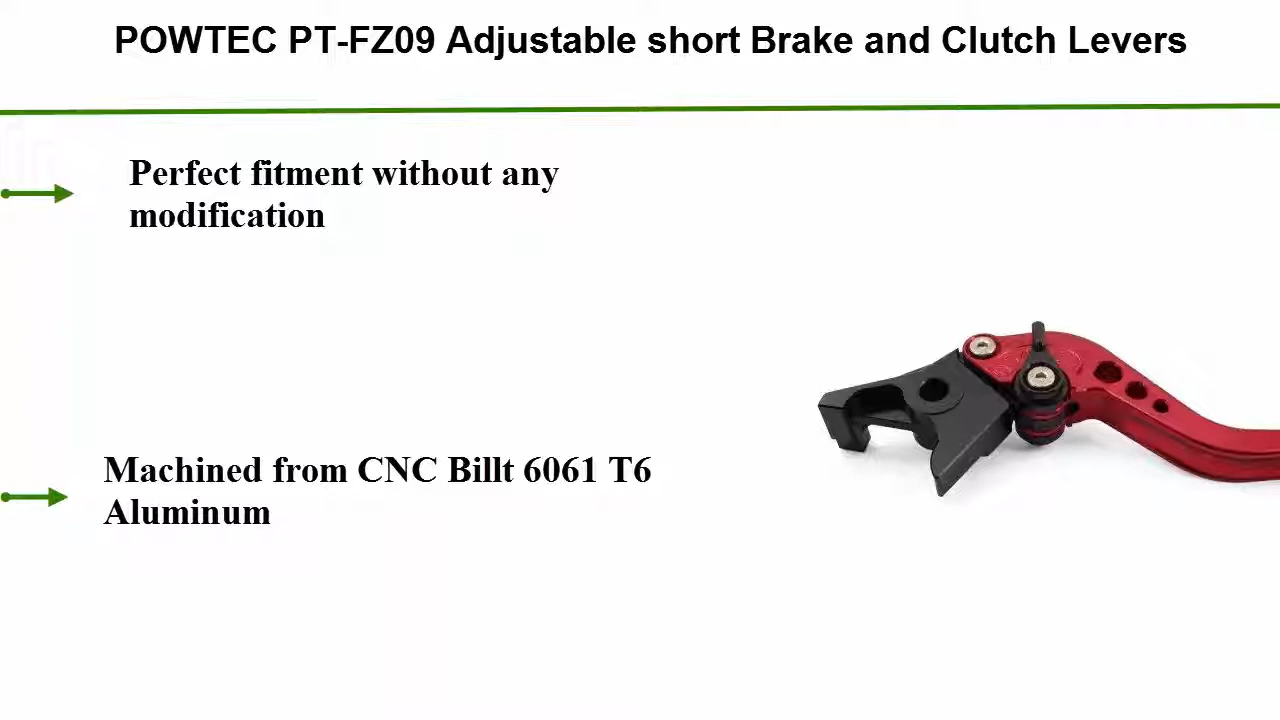 POWTEC PT-FZ09 Adjustable short Brake and Clutch Levers
Perfect fitment without any
modification
Machined from CNC Billt 6061 T6
Aluminum